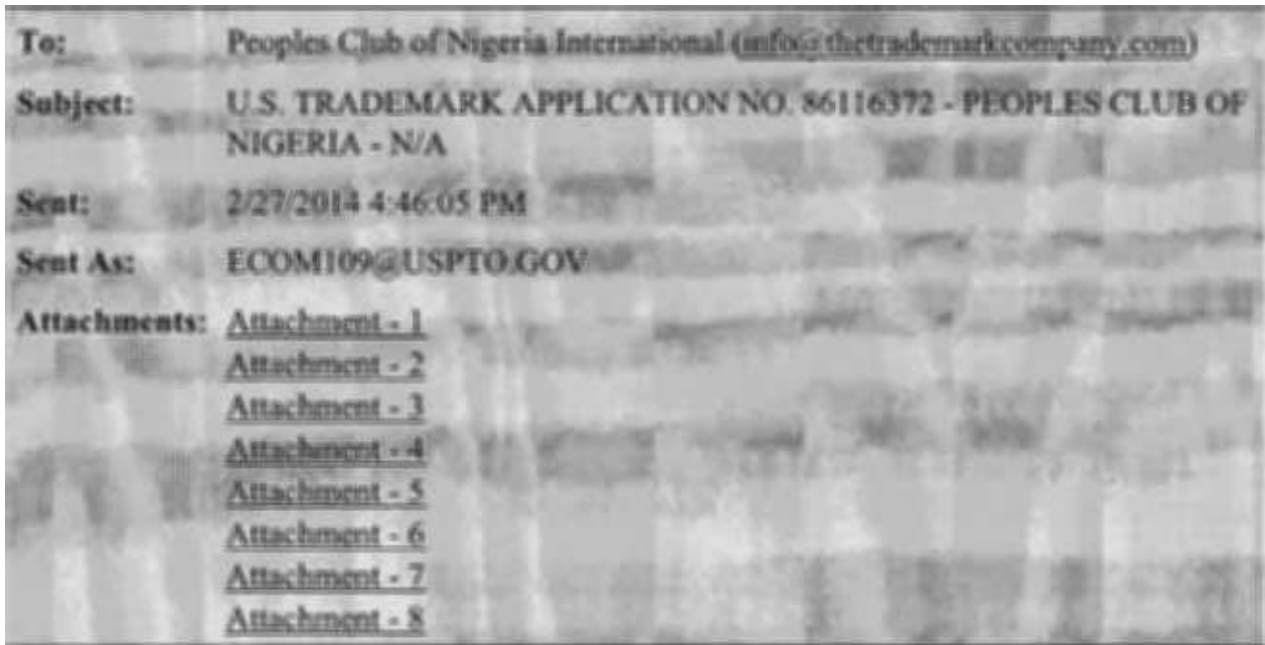 To: Peoples Club of Nigeria International (info@thetrademarkcompany.com)
Subject: U.S. TRADEMARK APPLICATION NO. 86116372 - PEOPLES CLUB OF
NIGERIA - N/A
Sent: 2/27/2014 4:46:05 PM
Sent As: ECOM109@USPTO.GOV
Attachments: Attachment - 1
Attachment - 2
Attachment - 3
Attachment - 4
Attachment - 5
Attachment - 6
Attachment - 7
Attachment - 8